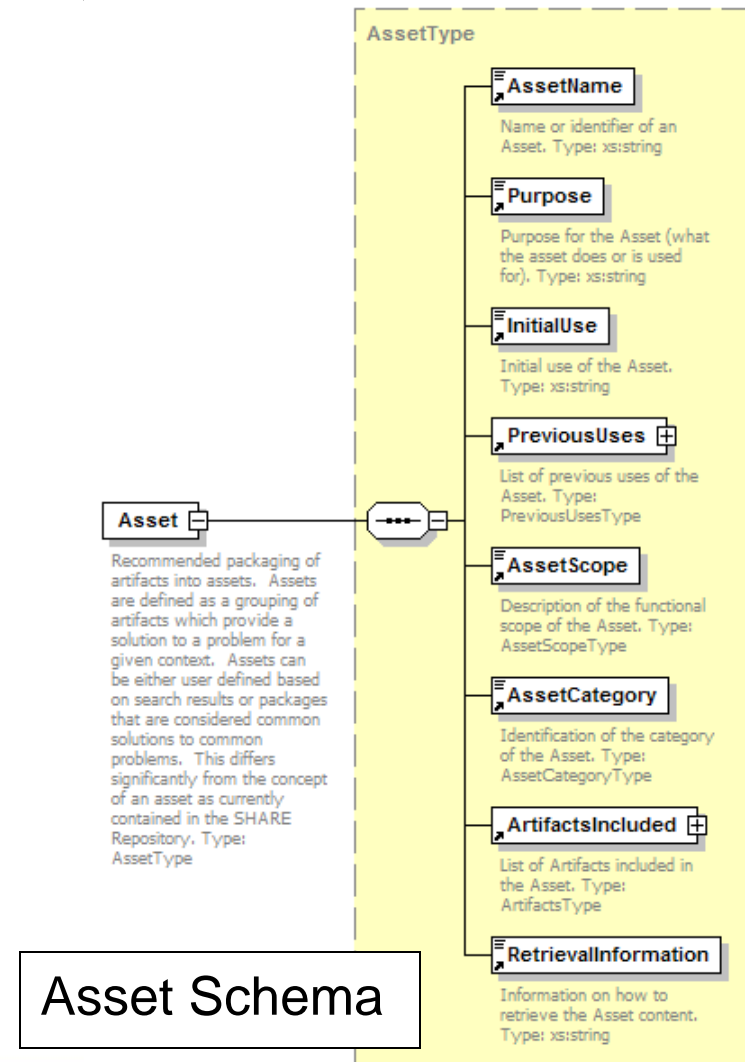 AssetType
AssetName
Name or identifier of an
Asset. Type: xs:string
Purpose
Purpose for the Asset (what
the asset does or is used
for). Type: xs:string
InitialUse
Initial use of the Asset.
Type: xs:string
PreviousUses
List of previous uses of the
Asset. Type:
PreviousUsesType
Asset
Recommended packaging of
artifacts into assets.  Assets
are defined as a grouping of
artifacts which provide a
solution to a problem for a
given context.  Assets can
be either user defined based
on search results or packages
that are considered common
solutions to common
problems.  This differs
significantly from the concept
of an asset as currently
contained in the SHARE
Repository. Type:
AssetType
AssetScope
Description of the functional
scope of the Asset. Type:
AssetScopeType
AssetCategory
Identification of the category
of the Asset. Type:
AssetCategoryType
ArtifactsIncluded
List of Artifacts included in
the Asset. Type:
ArtifactsType
RetrievalInformation
Information on how to
retrieve the Asset content.
Type: xs:string
Asset Schema